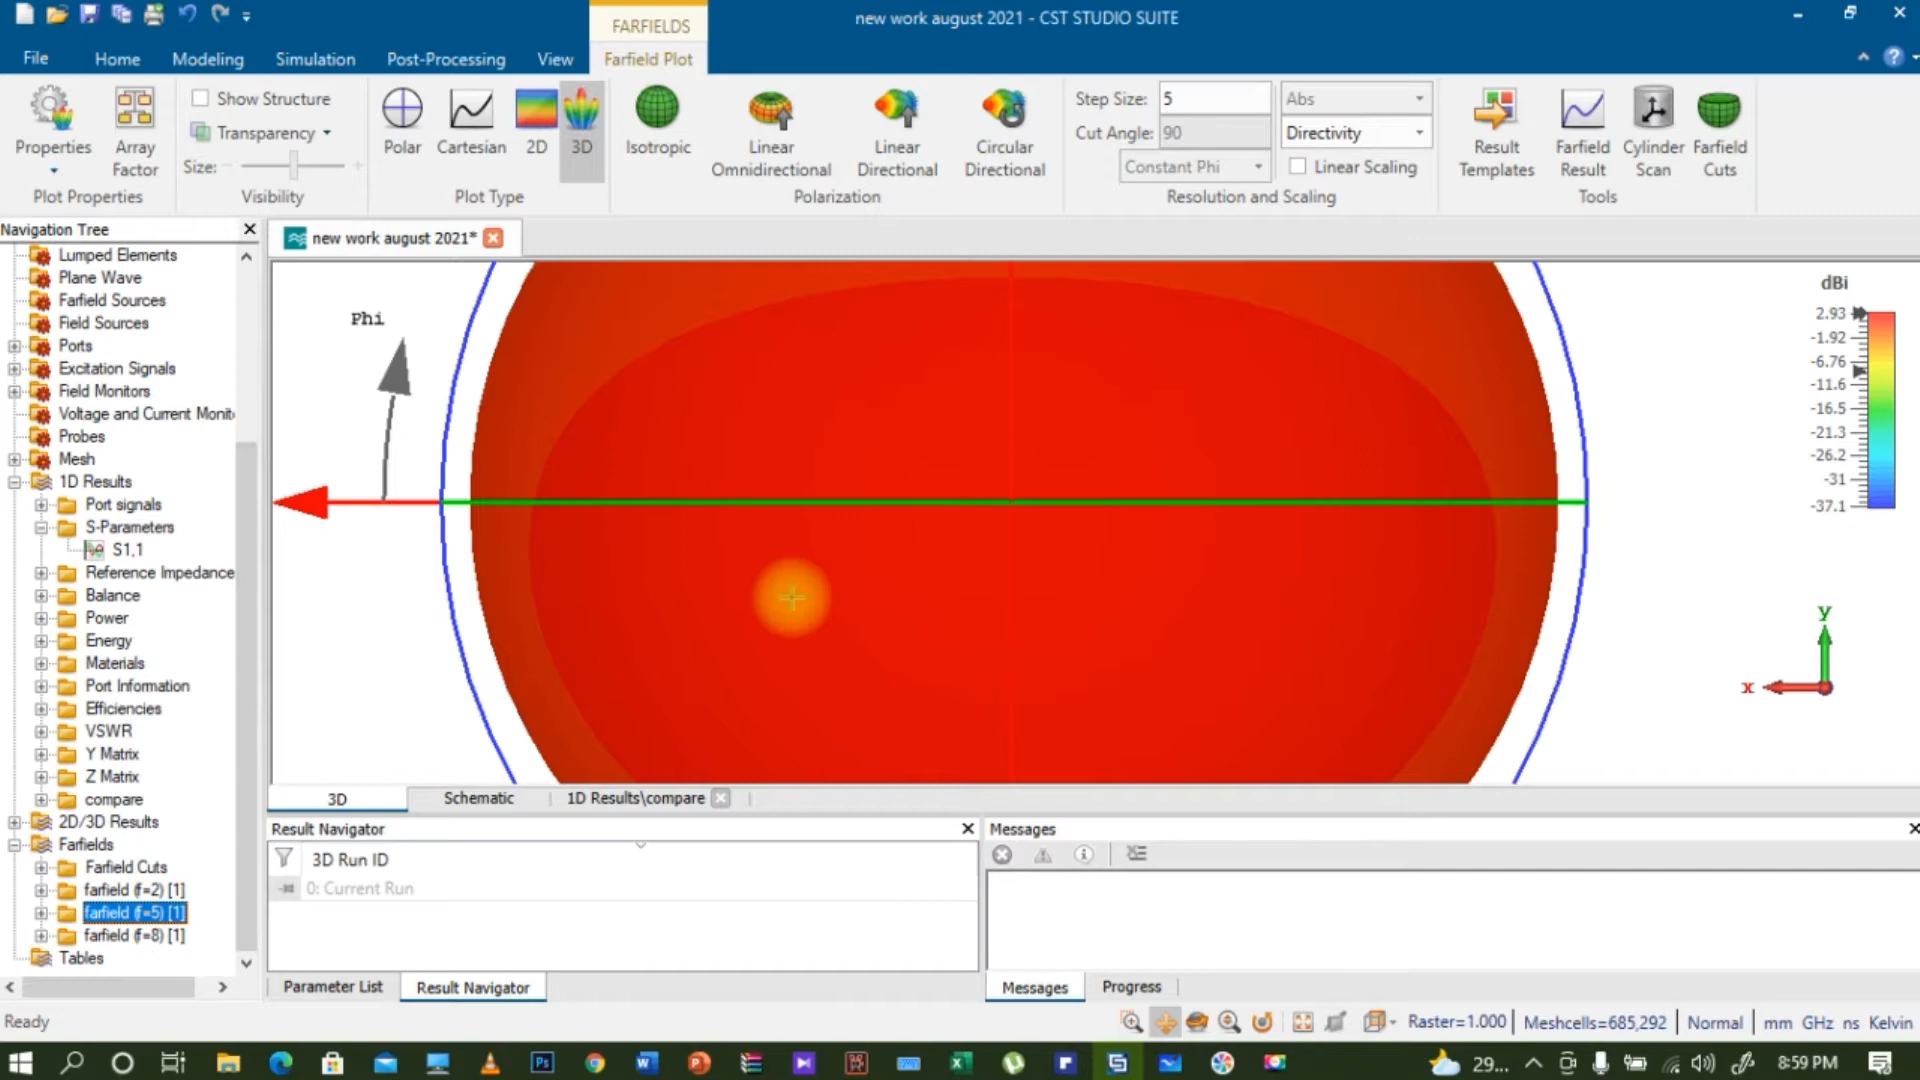 new work august 2021 - CST STUDIO SUITE
FARFIELDS
File
Home
Modeling
Simulation
Post-Processing
View
Farfield Plot
Properties
Array
Factor
Plot Properties
Show Structure
Transparency
Size:
Visibility
Polar
Cartesian
2D
3D
Plot Type
Isotropic
Linear
Omnidirectional
Linear
Directional
Circular
Directional
Polarization
Step Size: 5
Abs
Cut Angle: 90
Directivity
Constant Phi
Linear Scaling
Resolution and Scaling
Result
Templates
Farfield
Result
Cylinder
Scan
Farfield
Cuts
Tools
Navigation Tree
Lumped Elements
Plane Wave
Farfield Sources
Field Sources
Ports
Excitation Signals
Field Monitors
Voltage and Current Monit
Probes
Mesh
1D Results
Port signals
S-Parameters
S1,1
Reference Impedance
Balance
Power
Energy
Materials
Port Information
Efficiencies
VSWR
Y Matrix
Z Matrix
compare
2D/3D Results
Farfields
Farfield Cuts
farfield (f=2) [1]
farfield (f=5) [1]
farfield (f=8) [1]
Tables
new work august 2021*
Phi
dBi
2.93
-1.92
-6.76
-11.6
-16.5
-21.3
-26.2
-31
-37.1
y
x
3D
Schematic
1D Results\compare
Result Navigator
3D Run ID
0: Current Run
Parameter List
Result Navigator
Messages
Messages
Progress
Ready
Raster=1.000
Meshcells=685,292
Normal
mm GHz ns Kelvin
29...
8:59 PM